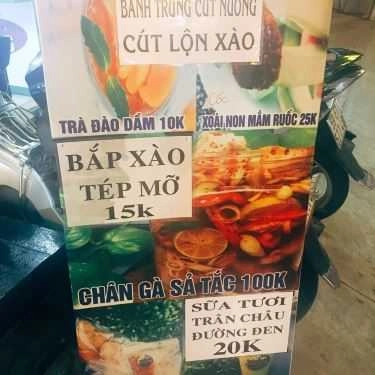 BÁNH TRỨNG CÚT NƯỚNG
CÚT LỘN XÀO
TRÀ ĐÀO DẦM 10K
XOÀI NON MẮM RUỐC 25K
BẮP XÀO
TÉP MỠ
15k
CHÂN GÀ SẢ TẮC 100K
SỮA TƯƠI
TRÂN CHÂU
ĐƯỜNG ĐEN
20K